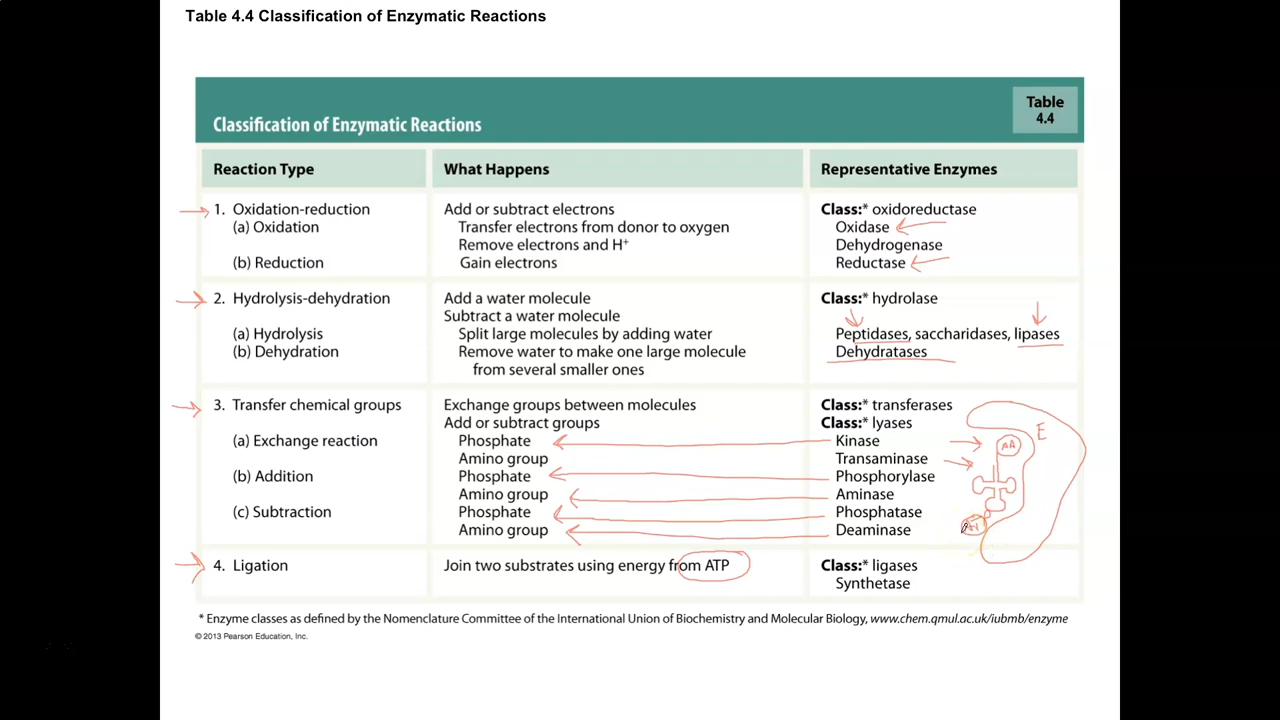 Table 4.4 Classification of Enzymatic Reactions
Classification of Enzymatic Reactions
Table
4.4
Reaction Type
What Happens
Representative Enzymes
1. Oxidation-reduction
Add or subtract electrons
Class:* oxidoreductase
(a) Oxidation
Transfer electrons from donor to oxygen
Oxidase
Remove electrons and H⁺
Dehydrogenase
(b) Reduction
Gain electrons
Reductase
2. Hydrolysis-dehydration
Add a water molecule
Class:* hydrolase
Subtract a water molecule
(a) Hydrolysis
Split large molecules by adding water
Peptidases, saccharidases, lipases
(b) Dehydration
Remove water to make one large molecule
Dehydratases
from several smaller ones
3. Transfer chemical groups
Exchange groups between molecules
Class:* transferases
Add or subtract groups
Class:* lyases
(a) Exchange reaction
Phosphate
Kinase
Amino group
Transaminase
(b) Addition
Phosphate
Phosphorylase
Amino group
Aminase
(c) Subtraction
Phosphate
Phosphatase
Amino group
Deaminase
E
AA
4. Ligation
Join two substrates using energy from ATP
Class:* ligases
Synthetase
* Enzyme classes as defined by the Nomenclature Committee of the International Union of Biochemistry and Molecular Biology, www.chem.qmul.ac.uk/iubmb/enzyme
© 2013 Pearson Education, Inc.